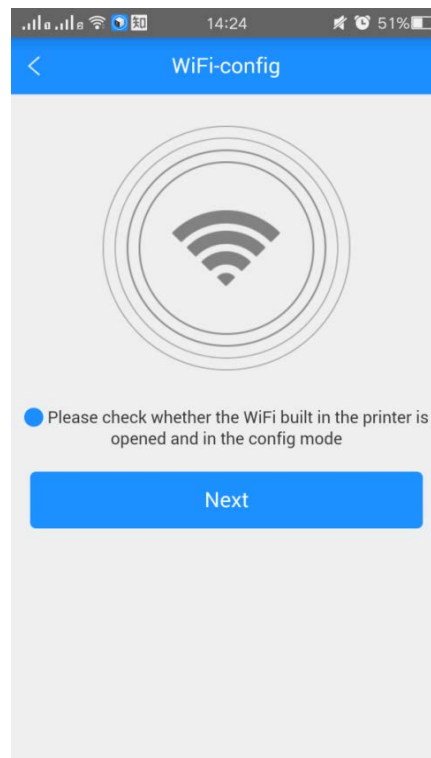 知 14:24 51%
WiFi-config
Please check whether the WiFi built in the printer is
opened and in the config mode
Next